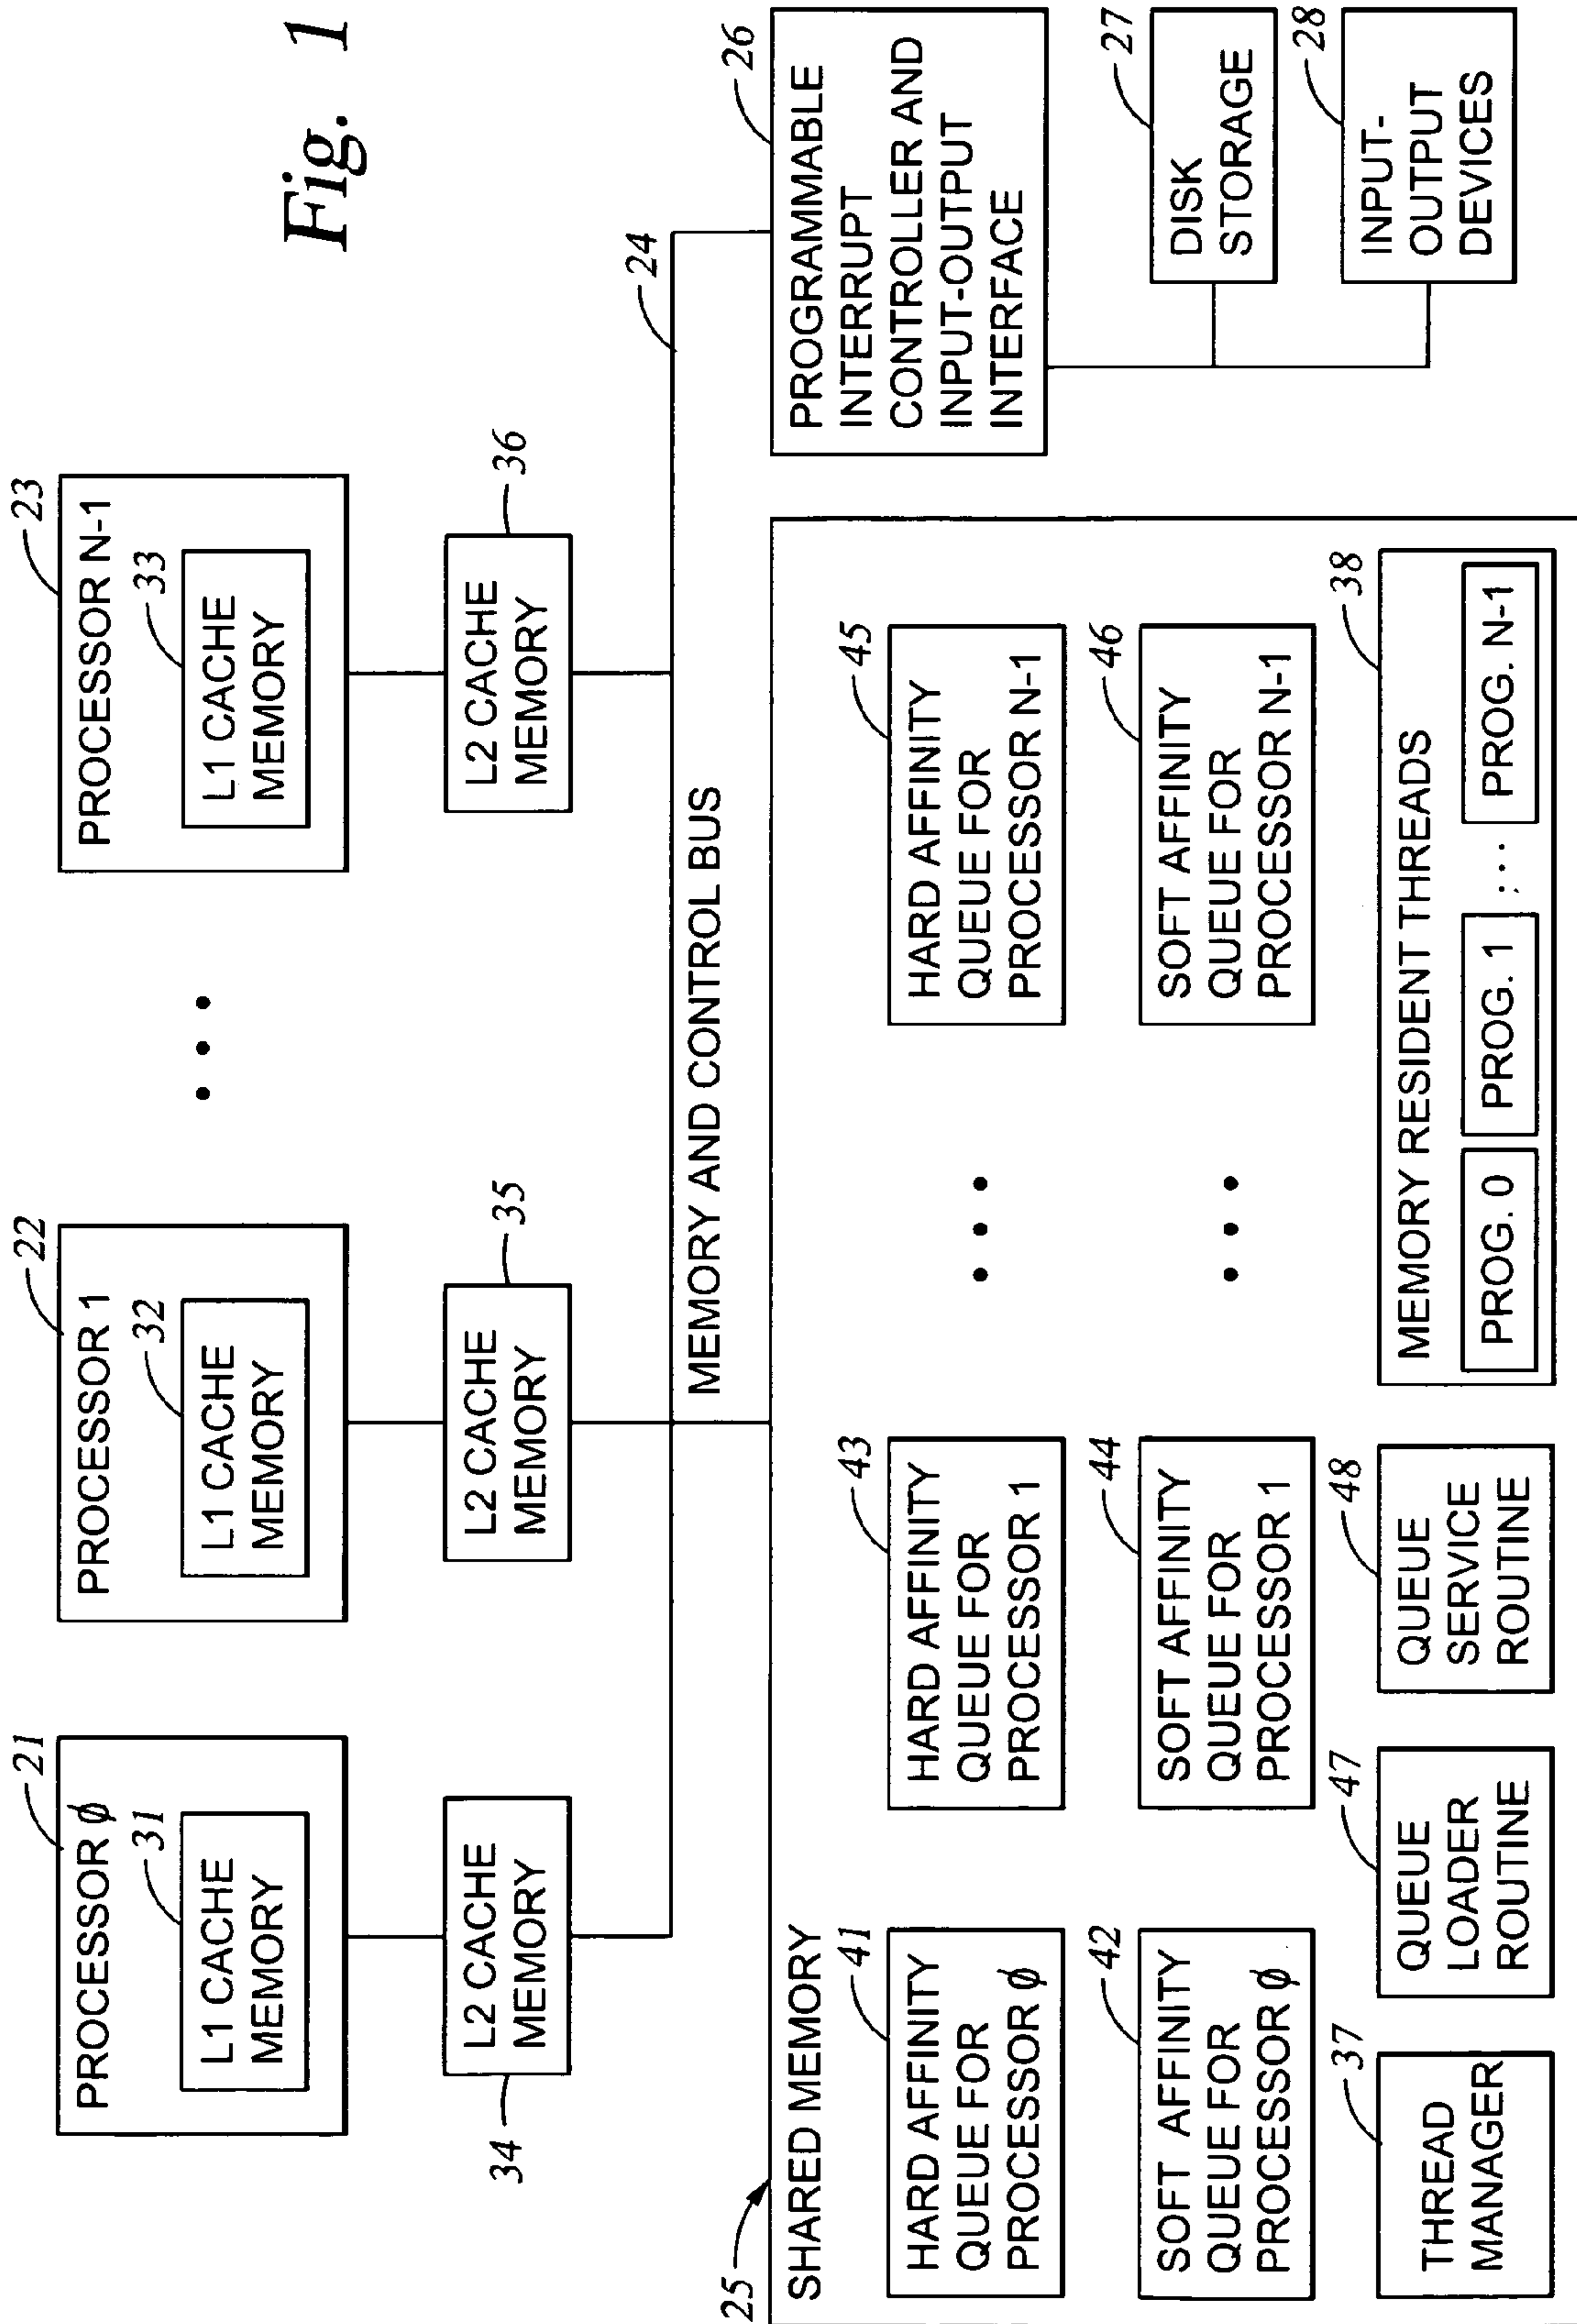 Fig. 1
21
PROCESSOR ϕ
31
L1 CACHE
MEMORY
22
PROCESSOR 1
32
L1 CACHE
MEMORY
• • •
23
PROCESSOR N-1
33
L1 CACHE
MEMORY
34
L2 CACHE
MEMORY
35
L2 CACHE
MEMORY
36
L2 CACHE
MEMORY
24
MEMORY AND CONTROL BUS
25
SHARED MEMORY
41
HARD AFFINITY
QUEUE FOR
PROCESSOR ϕ
43
HARD AFFINITY
QUEUE FOR
PROCESSOR 1
• • •
45
HARD AFFINITY
QUEUE FOR
PROCESSOR N-1
42
SOFT AFFINITY
QUEUE FOR
PROCESSOR ϕ
44
SOFT AFFINITY
QUEUE FOR
PROCESSOR 1
• • •
46
SOFT AFFINITY
QUEUE FOR
PROCESSOR N-1
37
THREAD
MANAGER
47
QUEUE
LOADER
ROUTINE
48
QUEUE
SERVICE
ROUTINE
38
MEMORY RESIDENT THREADS
PROG. 0 PROG. 1 ;··· PROG. N-1
26
PROGRAMMABLE
INTERRUPT
CONTROLLER AND
INPUT-OUTPUT
INTERFACE
27
DISK
STORAGE
28
INPUT-
OUTPUT
DEVICES